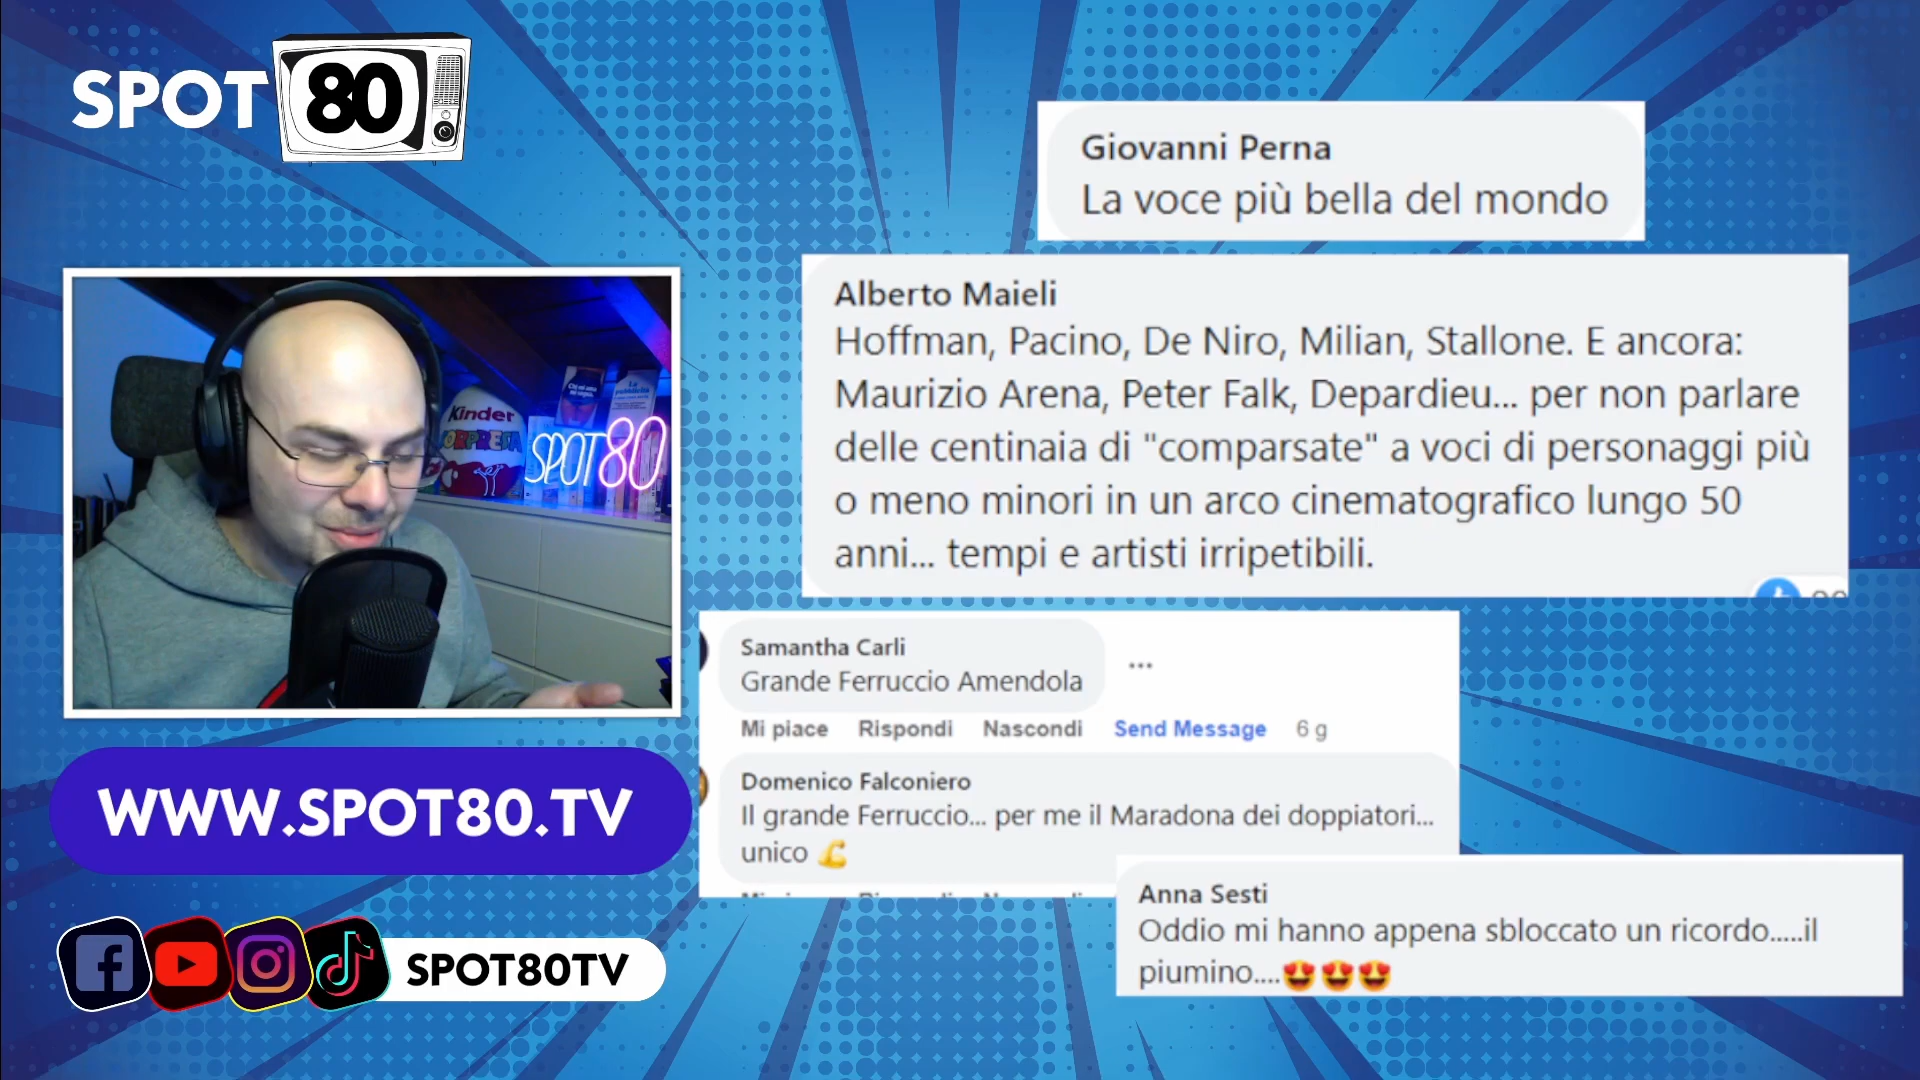 SPOT 80
Giovanni Perna
La voce più bella del mondo
Alberto Maieli
Hoffman, Pacino, De Niro, Milian, Stallone. E ancora:
Maurizio Arena, Peter Falk, Depardieu... per non parlare
delle centinaia di "comparsate" a voci di personaggi più
o meno minori in un arco cinematografico lungo 50
anni... tempi e artisti irripetibili.
Kinder
SORPRESA
SPOT80
Samantha Carli
Grande Ferruccio Amendola
...
Mi piace Rispondi Nascondi Send Message 6 g
Domenico Falconiero
Il grande Ferruccio... per me il Maradona dei doppiatori...
unico 💪
Anna Sesti
Oddio mi hanno appena sbloccato un ricordo.....il
piumino....😍😍😍
WWW.SPOT80.TV
SPOT80TV